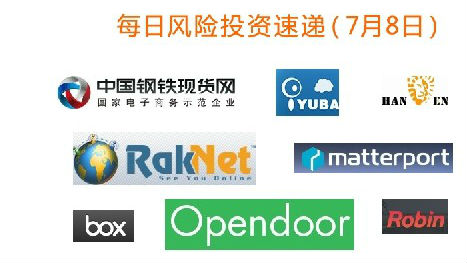 每日风险投资速递(7月8日)
中国钢铁现货网
国家电子商务示范企业
iYUBA
HAN EN
RakNet™
See You Online
matterport
box
Opendoor
Robin